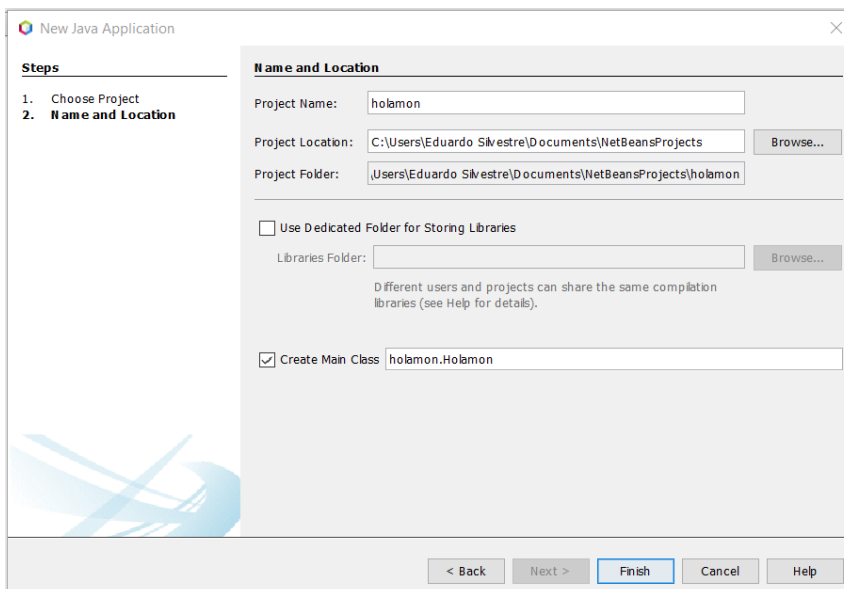 New Java Application
Steps
1. Choose Project
2. Name and Location
Name and Location
Project Name: holamon
Project Location: C:\Users\Eduardo Silvestre\Documents\NetBeansProjects Browse...
Project Folder: \Users\Eduardo Silvestre\Documents\NetBeansProjects\holamon
Use Dedicated Folder for Storing Libraries
Libraries Folder: Browse...
Different users and projects can share the same compilation
libraries (see Help for details).
Create Main Class holamon.Holamon
< Back Next > Finish Cancel Help